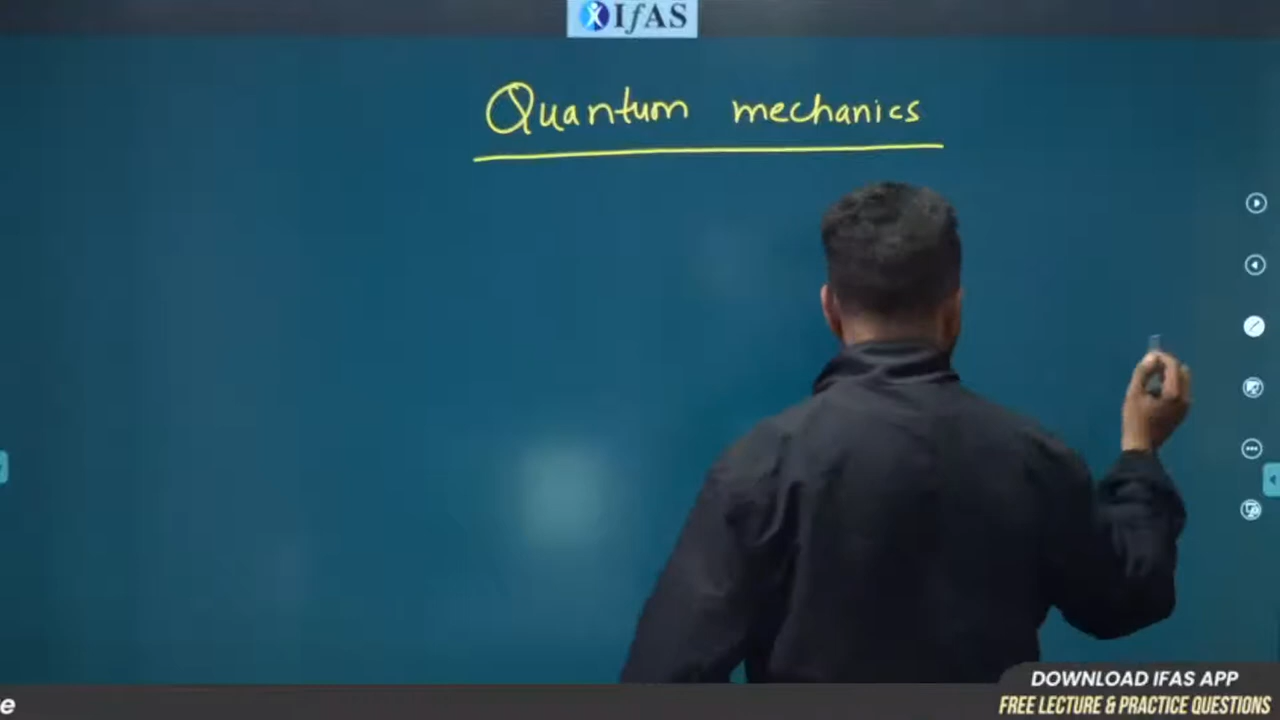 IfAS
Quantum mechanics
DOWNLOAD IFAS APP
FREE LECTURE & PRACTICE QUESTIONS